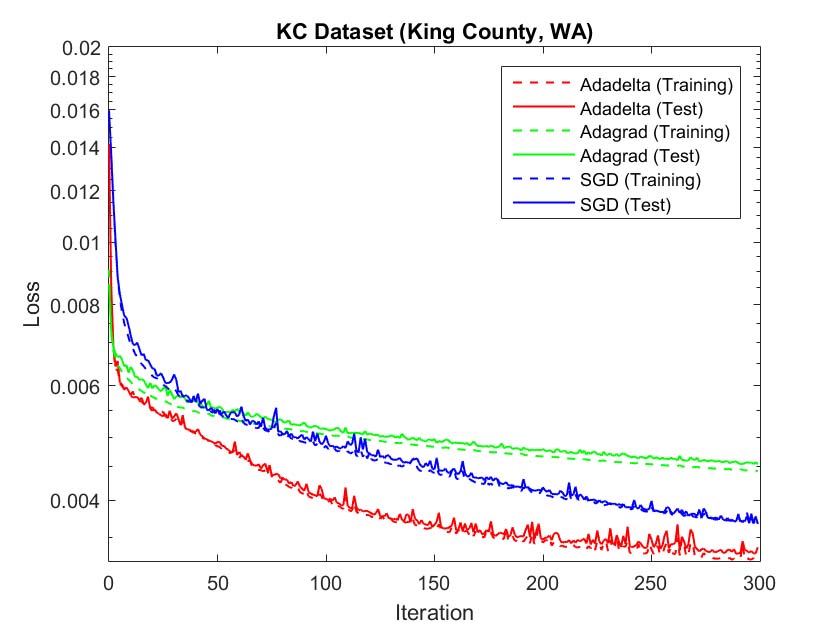 KC Dataset (King County, WA)
0.02
0.018
0.016
0.014
0.012
0.01
0.008
0.006
0.004
Loss
Adadelta (Training)
Adadelta (Test)
Adagrad (Training)
Adagrad (Test)
SGD (Training)
SGD (Test)
0 50 100 150 200 250 300
Iteration